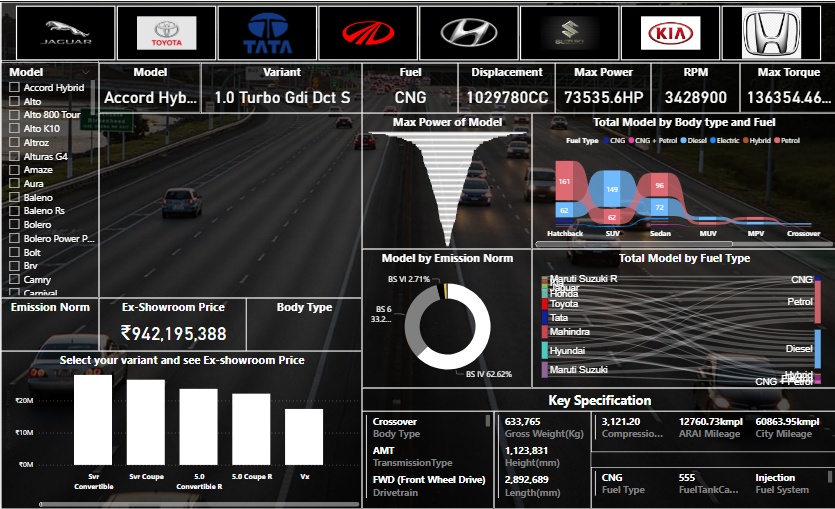 JAGUAR
TOYOTA
TATA
SUZUKI
KIA
Model
Accord Hybrid
Alto
Alto 800 Tour
Alto K10
Altroz
Alturas G4
Amaze
Aura
Baleno
Baleno Rs
Bolero
Bolero Power P...
Bolt
Brv
Camry
Carnival
Model
Accord Hyb...
Variant
1.0 Turbo Gdi Dct S
Fuel
CNG
Displacement
1029780CC
Max Power
73535.6HP
RPM
3428900
Max Torque
136354.46...
Max Power of Model
Total Model by Body type and Fuel
Fuel Type CNG CNG + Petrol Diesel Electric Hybrid Petrol
161
62
149
62
96
72
Hatchback SUV Sedan MUV MPV Crossover
Model by Emission Norm
BS VI 2.71%
BS 6
33.2...
BS IV 62.62%
Total Model by Fuel Type
Maruti Suzuki R
Jaguar
Honda
Toyota
Tata
Mahindra
Hyundai
Maruti Suzuki
CNG
Petrol
Diesel
Hybrid
CNG + Petrol
Emission Norm
Ex-Showroom Price
₹942,195,388
Body Type
Select your variant and see Ex-showroom Price
₹20M
₹10M
₹0M
Svr
Convertible
Svr Coupe
5.0
Convertible R
5.0 Coupe R
Vx
Key Specification
Crossover
Body Type
AMT
TransmissionType
FWD (Front Wheel Drive)
Drivetrain
633,765
Gross Weight(Kg)
1,123,831
Height(mm)
2,892,689
Length(mm)
3,121.20
Compressio...
12760.73kmpl
ARAI Mileage
60863.95kmpl
City Mileage
CNG
Fuel Type
555
FuelTankCa...
Injection
Fuel System